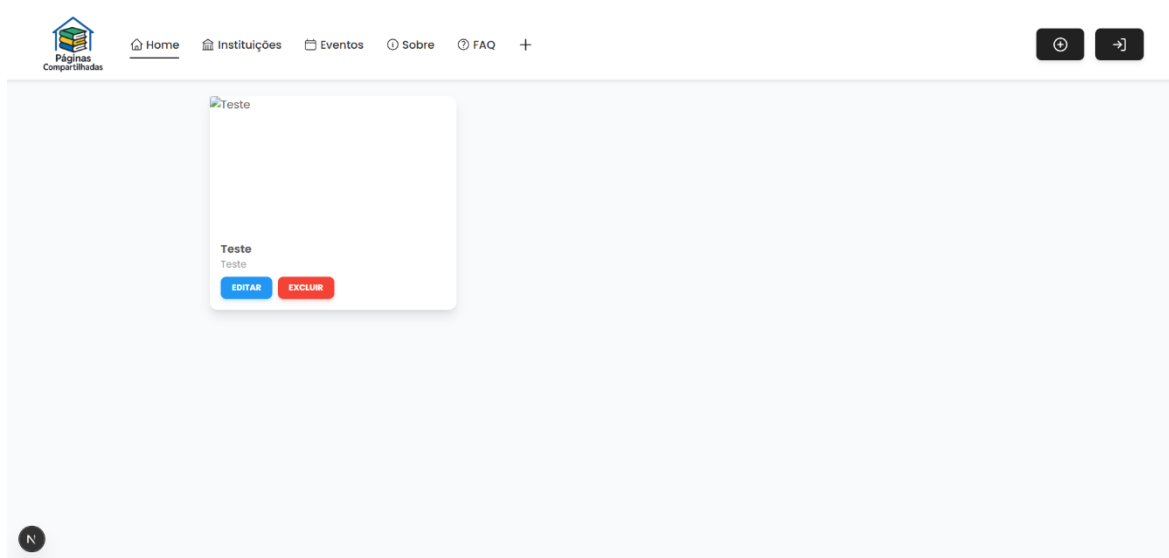 Páginas
Compartilhadas
Home
Instituições
Eventos
Sobre
FAQ
Teste
Teste
Teste
EDITAR
EXCLUIR
N